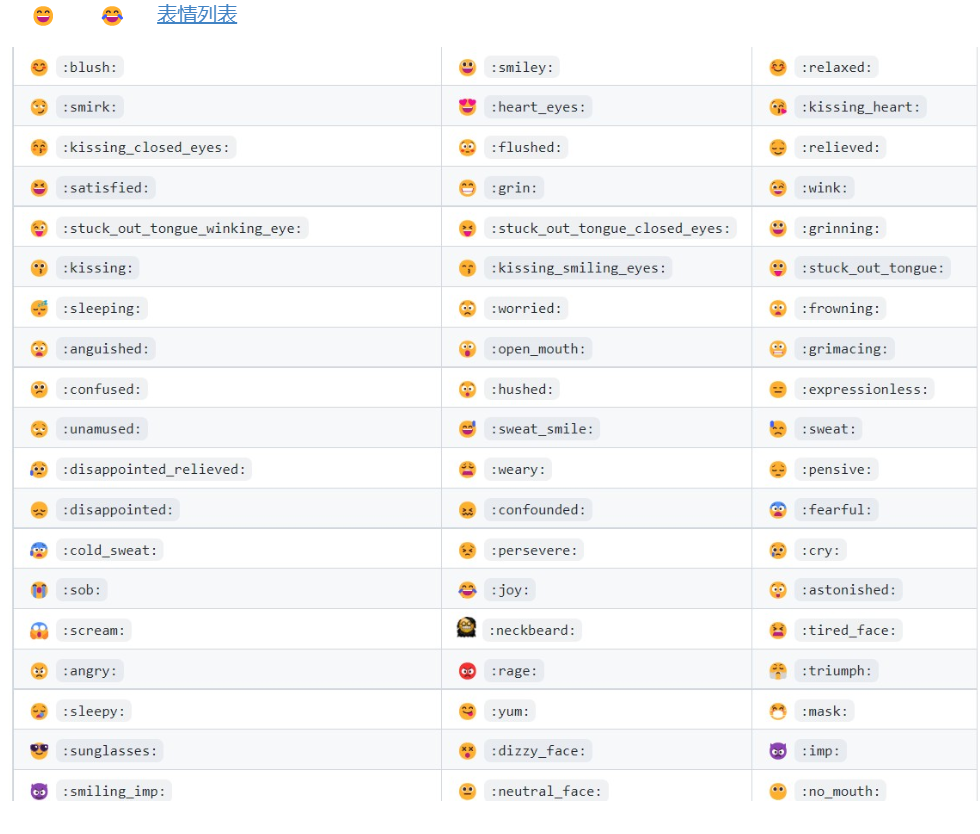 表情列表
:blush: :smiley: :relaxed:
:smirk: :heart_eyes: :kissing_heart:
:kissing_closed_eyes: :flushed: :relieved:
:satisfied: :grin: :wink:
:stuck_out_tongue_winking_eye: :stuck_out_tongue_closed_eyes: :grinning:
:kissing: :kissing_smiling_eyes: :stuck_out_tongue:
:sleeping: :worried: :frowning:
:anguished: :open_mouth: :grimacing:
:confused: :hushed: :expressionless:
:unamused: :sweat_smile: :sweat:
:disappointed_relieved: :weary: :pensive:
:disappointed: :confounded: :fearful:
:cold_sweat: :persevere: :cry:
:sob: :joy: :astonished:
:scream: :neckbeard: :tired_face:
:angry: :rage: :triumph:
:sleepy: :yum: :mask:
:sunglasses: :dizzy_face: :imp:
:smiling_imp: :neutral_face: :no_mouth: